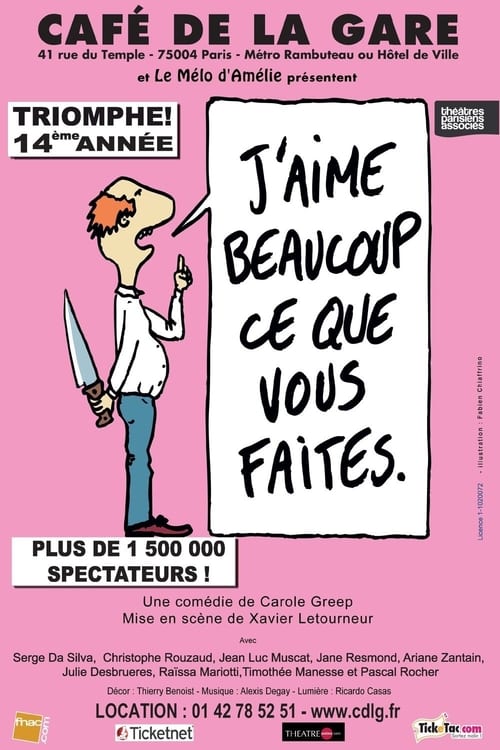 CAFÉ DE LA GARE
41 rue du Temple - 75004 Paris - Métro Rambuteau ou Hôtel de Ville
et Le Mélo d'Amélie présentent
TRIOMPHE!
14ème ANNÉE
théâtres
parisiens
associés
J'AiME
BEAUCOUP
CE QUE
VOUS
FAiTES.
Licence 1-1020072 - illustration : Fabien Chiaffrino
PLUS DE 1 500 000
SPECTATEURS !
Une comédie de Carole Greep
Mise en scène de Xavier Letourneur
Avec
Serge Da Silva, Christophe Rouzaud, Jean Luc Muscat, Jane Resmond, Ariane Zantain,
Julie Desbrueres, Raïssa Mariotti,Timothée Manesse et Pascal Rocher
Décor : Thierry Benoist - Musique : Alexis Degay - Lumière : Ricardo Casas
LOCATION : 01 42 78 52 51 - www.cdlg.fr
fnac.com
Ticketnet
THEATREonline.com
TickeTac.com